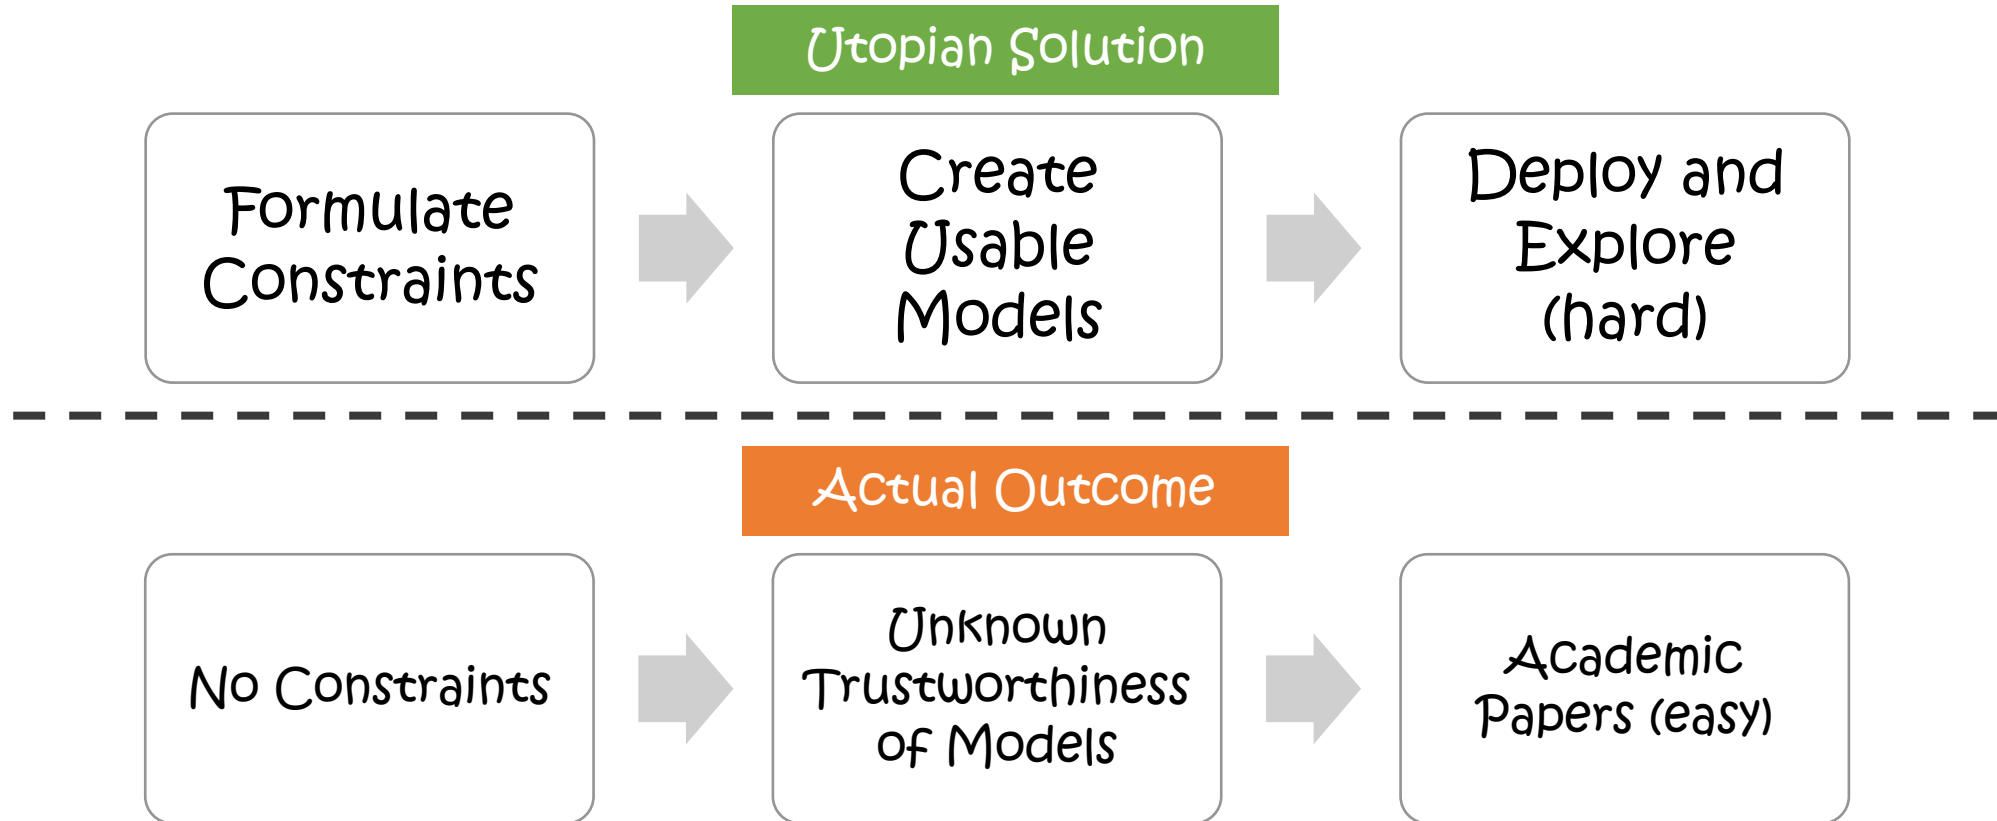 Utopian Solution
Formulate
Constraints
Create
Usable
Models
Deploy and
Explore
(hard)
Actual Outcome
No Constraints
Unknown
Trustworthiness
of Models
Academic
Papers (easy)